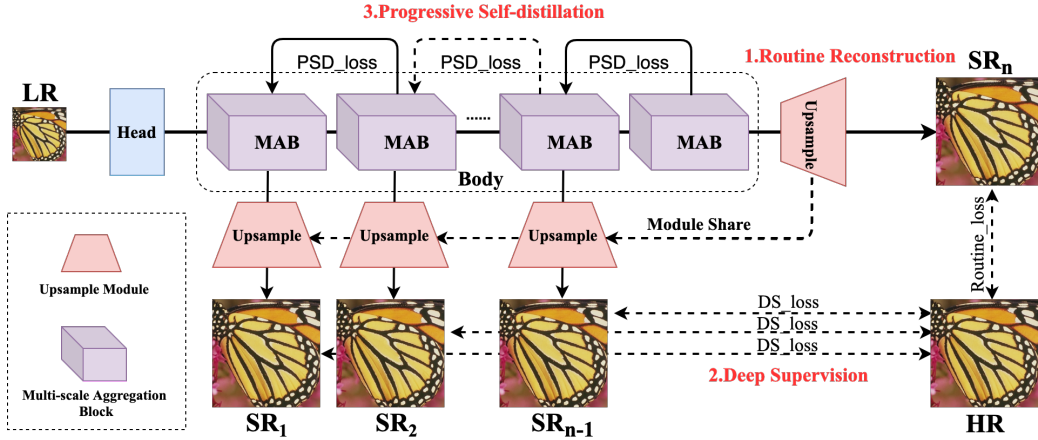 3.Progressive Self-distillation
PSD_loss
PSD_loss
PSD_loss
1.Routine Reconstruction
SRn
LR
Head
MAB
MAB
......
MAB
MAB
Upsample
Body
Upsample
Upsample
Upsample
Module Share
Routine_loss
Upsample Module
Multi-scale Aggregation
Block
DS_loss
DS_loss
DS_loss
2.Deep Supervision
SR1
SR2
SRn-1
HR